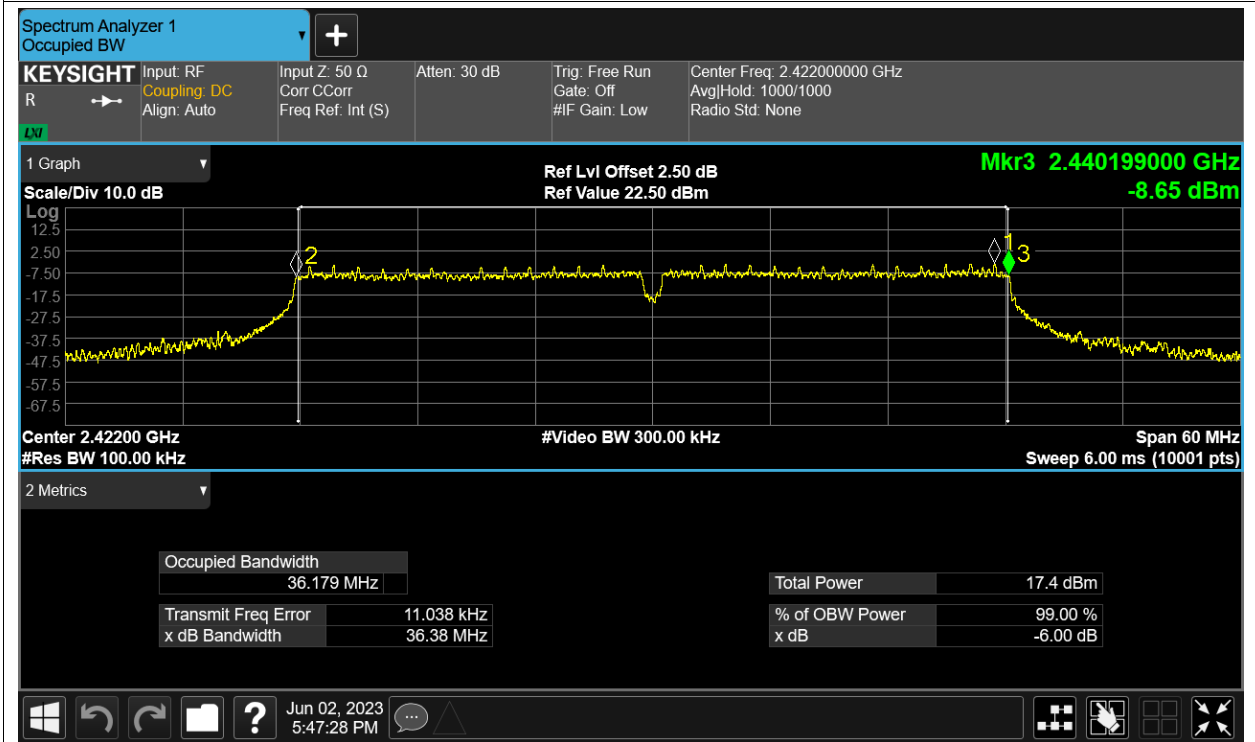 Spectrum Analyzer 1
Occupied BW
KEYSIGHT
R
LXI
Input: RF
Coupling: DC
Align: Auto
Input Z: 50 Ω
Corr CCorr
Freq Ref: Int (S)
Atten: 30 dB
Trig: Free Run
Gate: Off
#IF Gain: Low
Center Freq: 2.422000000 GHz
Avg|Hold: 1000/1000
Radio Std: None
1 Graph
Scale/Div 10.0 dB
Ref Lvl Offset 2.50 dB
Ref Value 22.50 dBm
Mkr3 2.440199000 GHz
-8.65 dBm
Log
12.5
2.50
-7.50
-17.5
-27.5
-37.5
-47.5
-57.5
-67.5
2
1
3
Center 2.42200 GHz
#Video BW 300.00 kHz
Span 60 MHz
#Res BW 100.00 kHz
Sweep 6.00 ms (10001 pts)
2 Metrics
Occupied Bandwidth
36.179 MHz
Transmit Freq Error 11.038 kHz
x dB Bandwidth 36.38 MHz
Total Power 17.4 dBm
% of OBW Power 99.00 %
x dB -6.00 dB
?
Jun 02, 2023
5:47:28 PM